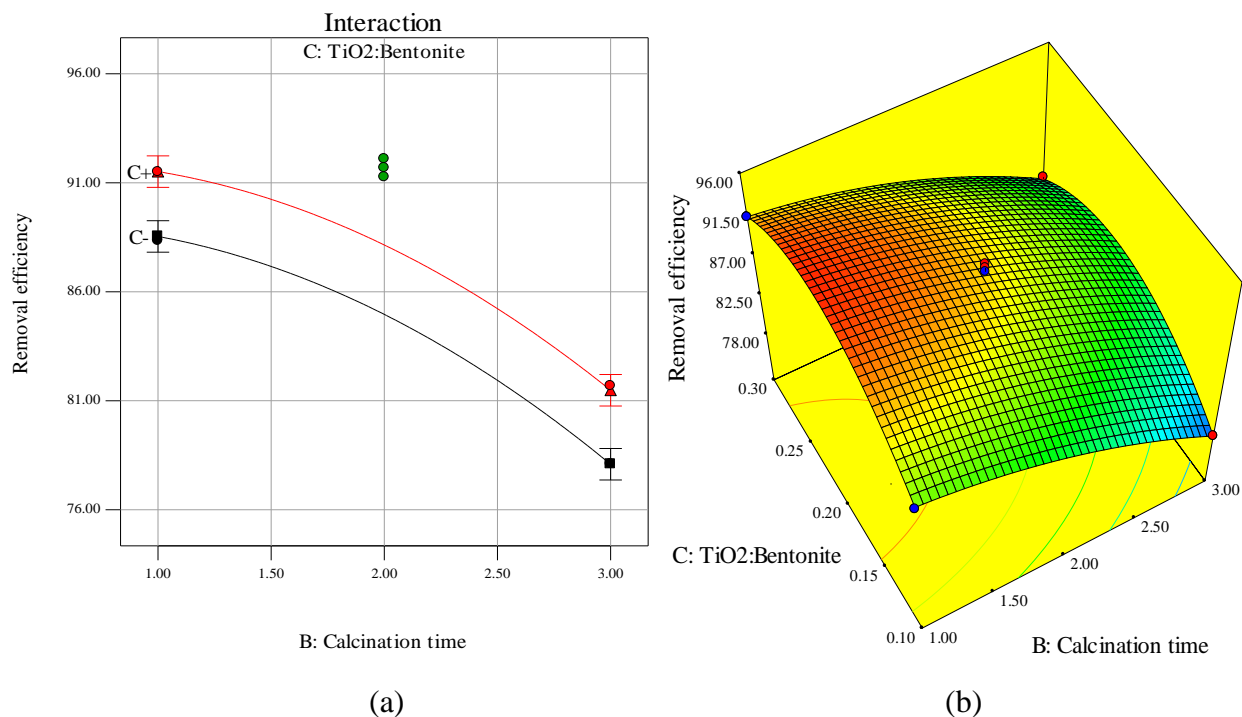 Interaction
C: TiO2:Bentonite
96.00
91.00
86.00
81.00
76.00
Removal efficiency
C+
C-
1.00
1.50
2.00
2.50
3.00
B: Calcination time
(a)
96.00
91.50
87.00
82.50
78.00
Removal efficiency
0.30
0.25
0.20
0.15
0.10
C: TiO2:Bentonite
1.00
1.50
2.00
2.50
3.00
B: Calcination time
(b)